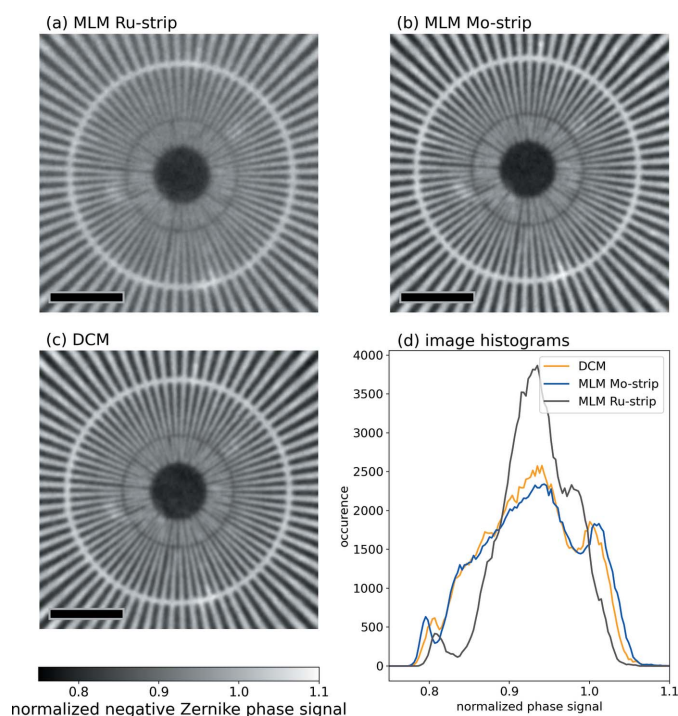 (a) MLM Ru-strip
(b) MLM Mo-strip
(c) DCM
(d) image histograms
4000
3500
3000
2500
2000
1500
1000
500
0
occurence
DCM
MLM Mo-strip
MLM Ru-strip
0.8 0.9 1.0 1.1
normalized phase signal
0.8 0.9 1.0 1.1
normalized negative Zernike phase signal